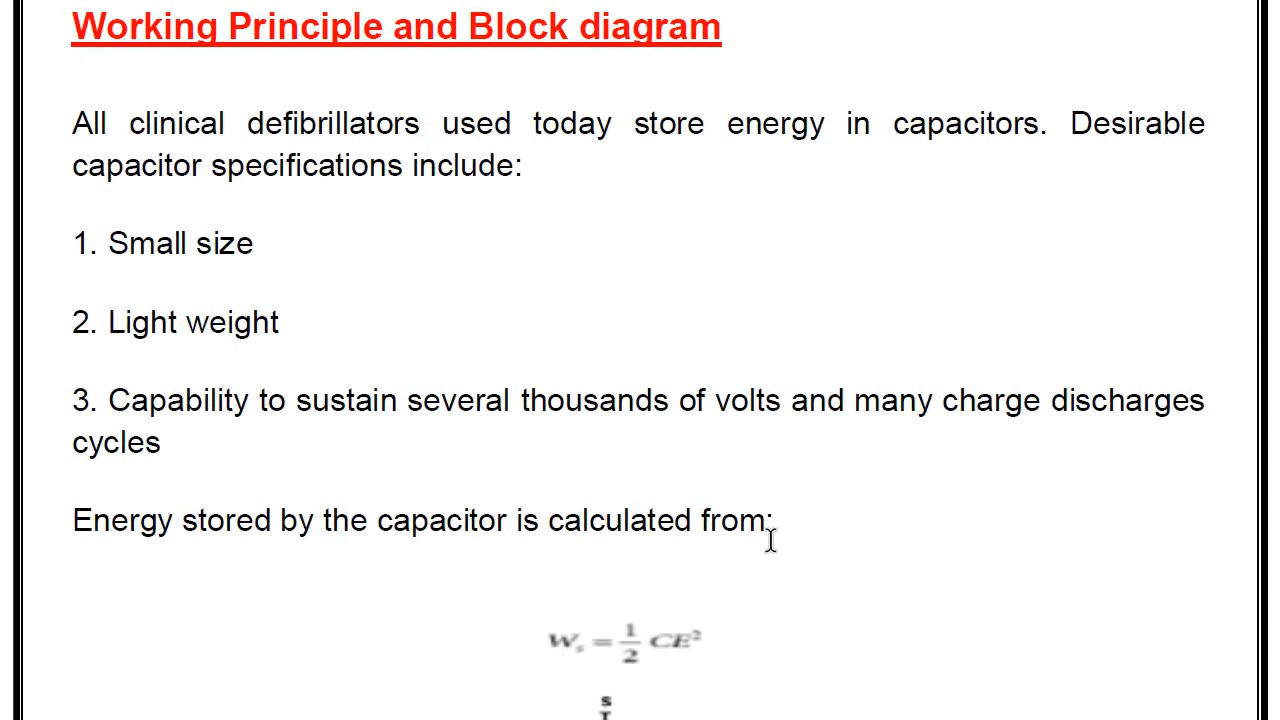 Working Principle and Block diagram
All clinical defibrillators used today store energy in capacitors. Desirable
capacitor specifications include:
1. Small size
2. Light weight
3. Capability to sustain several thousands of volts and many charge discharges
cycles
Energy stored by the capacitor is calculated from:
Wₛ = 1/2 CE²
S
T